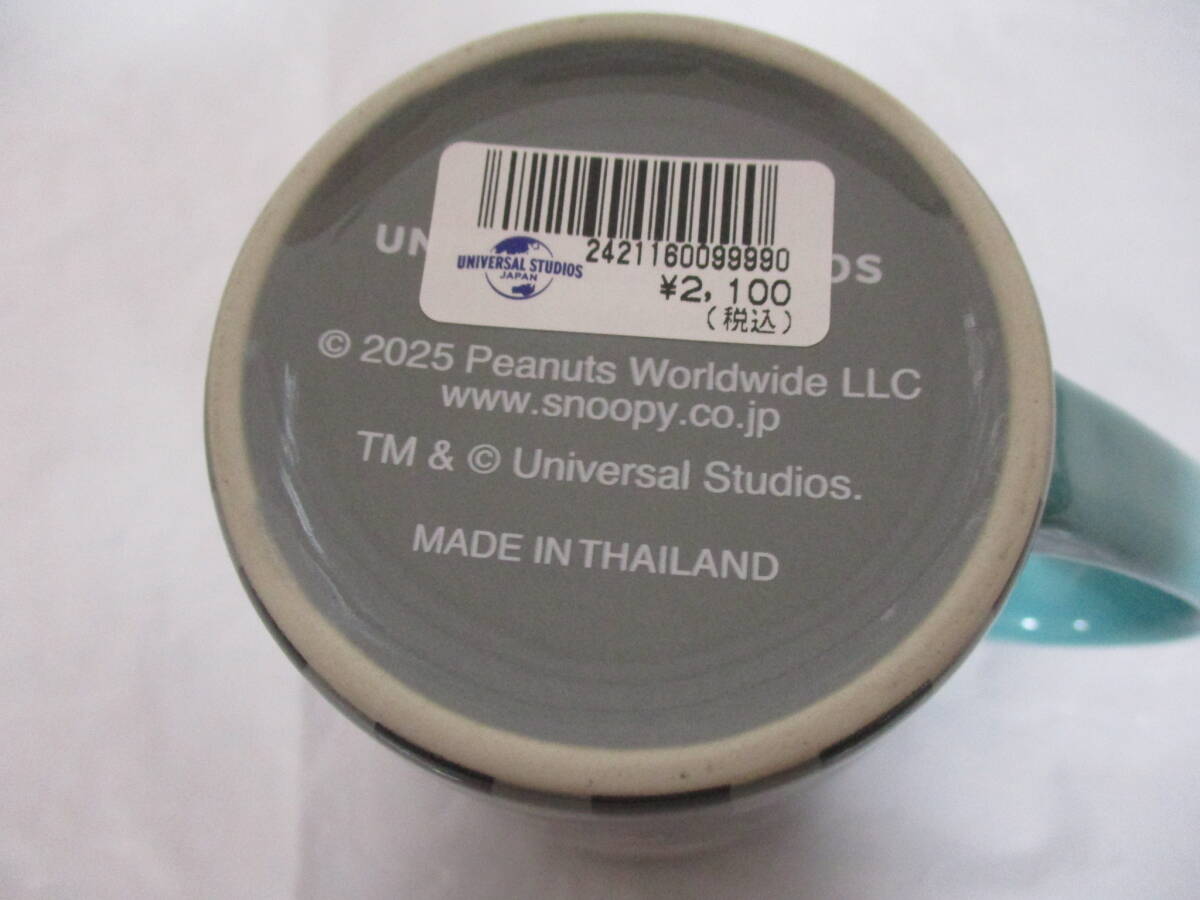 UNIVERSAL STUDIOS
JAPAN
2421160099990
¥2,100
(税込)
© 2025 Peanuts Worldwide LLC
www.snoopy.co.jp
TM & © Universal Studios.
MADE IN THAILAND